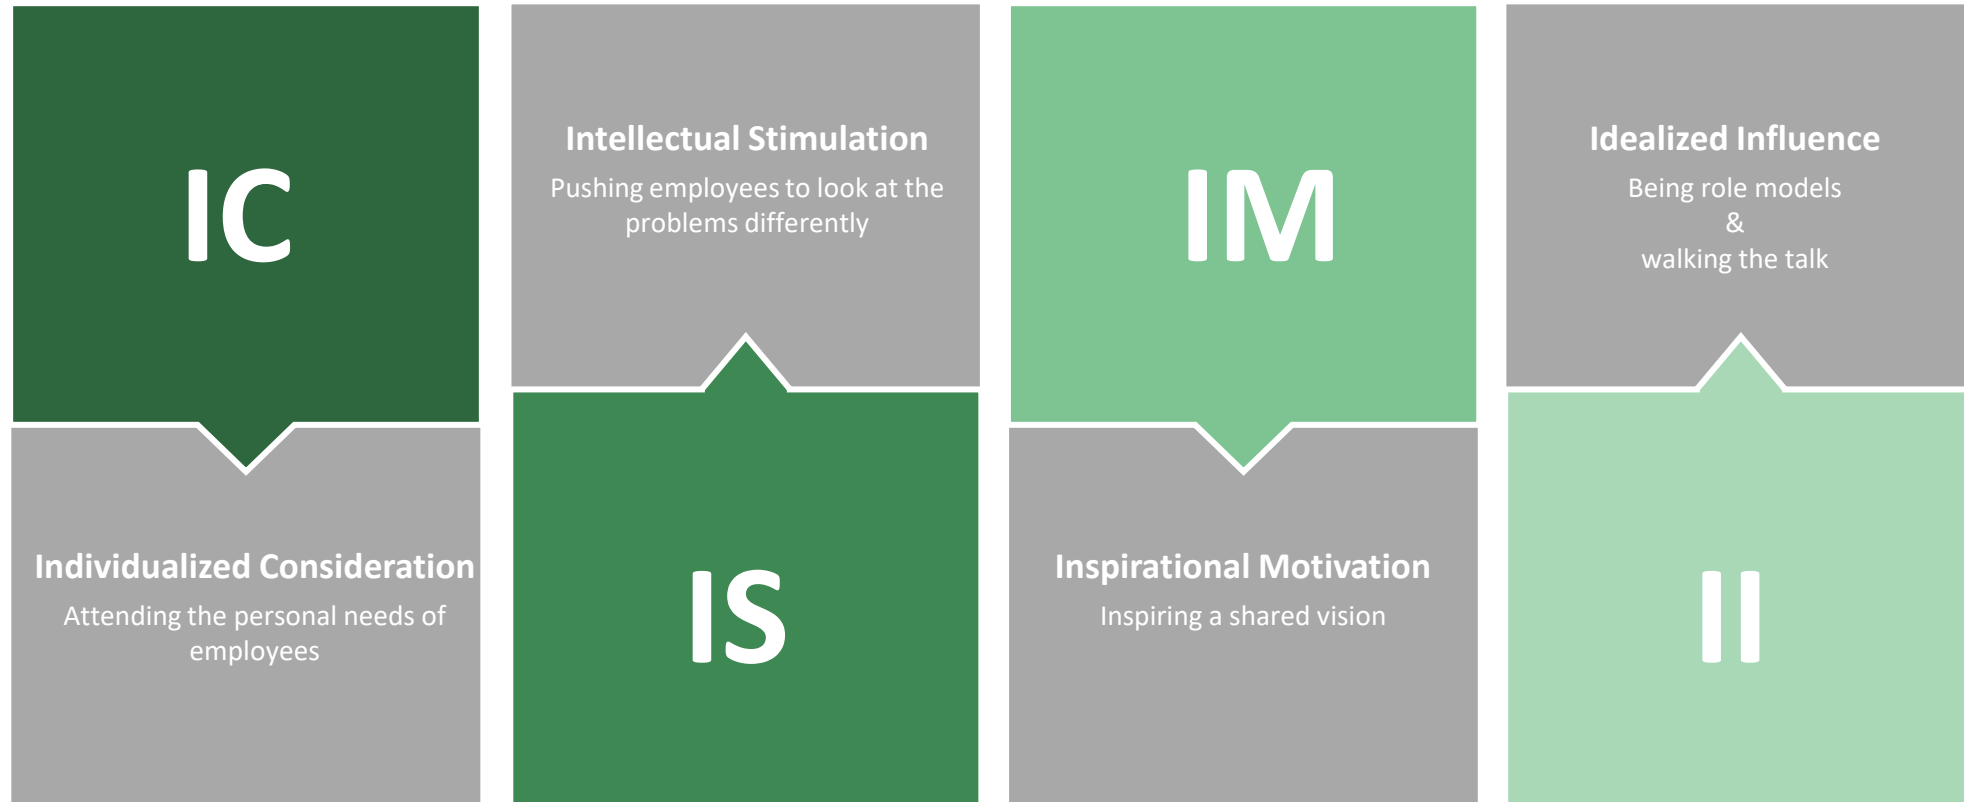 IC
Individualized Consideration
Attending the personal needs of
employees
Intellectual Stimulation
Pushing employees to look at the
problems differently
IS
IM
Inspirational Motivation
Inspiring a shared vision
Idealized Influence
Being role models
&
walking the talk
II